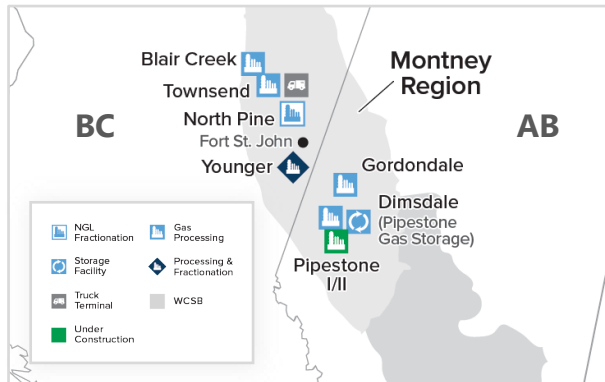 Blair Creek
Townsend
Montney
Region
BC
North Pine
AB
Fort St. John
Younger
Gordondale
Dimsdale
(Pipestone
Gas Storage)
Pipestone
I/II
NGL
Fractionation
Gas
Processing
Storage
Facility
Processing &
Fractionation
Truck
Terminal
WCSB
Under
Construction